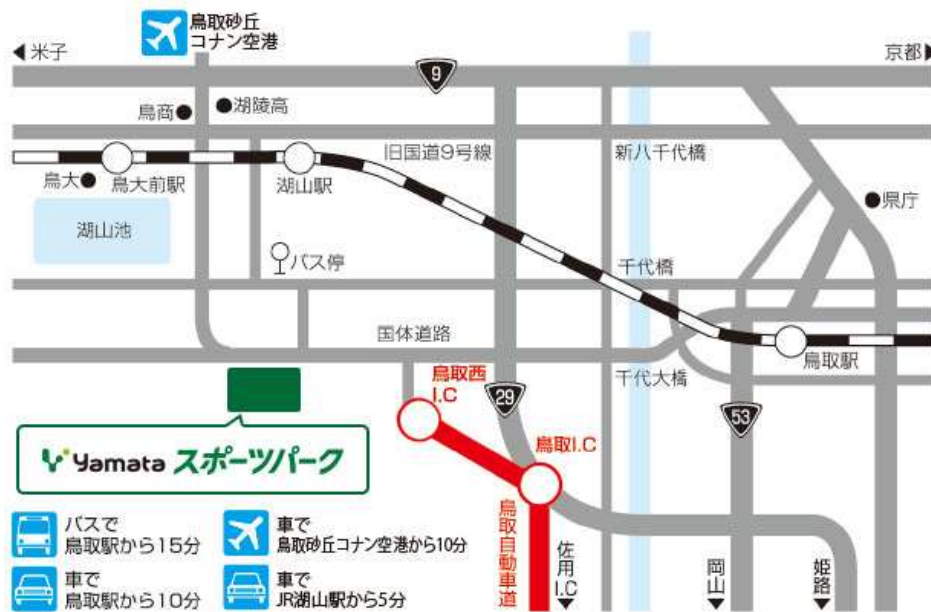 鳥取砂丘
コナン空港
米子
京都
9
鳥商
湖陵高
旧国道9号線
新八千代橋
鳥大
鳥大前駅
湖山駅
県庁
湖山池
バス停
千代橋
国体道路
鳥取駅
鳥取西
I.C
千代大橋
29
53
鳥取I.C
Yamata スポーツパーク
鳥取自動車道
佐用I.C
岡山
姫路
バスで
鳥取駅から15分
車で
鳥取砂丘コナン空港から10分
車で
鳥取駅から10分
車で
JR湖山駅から5分